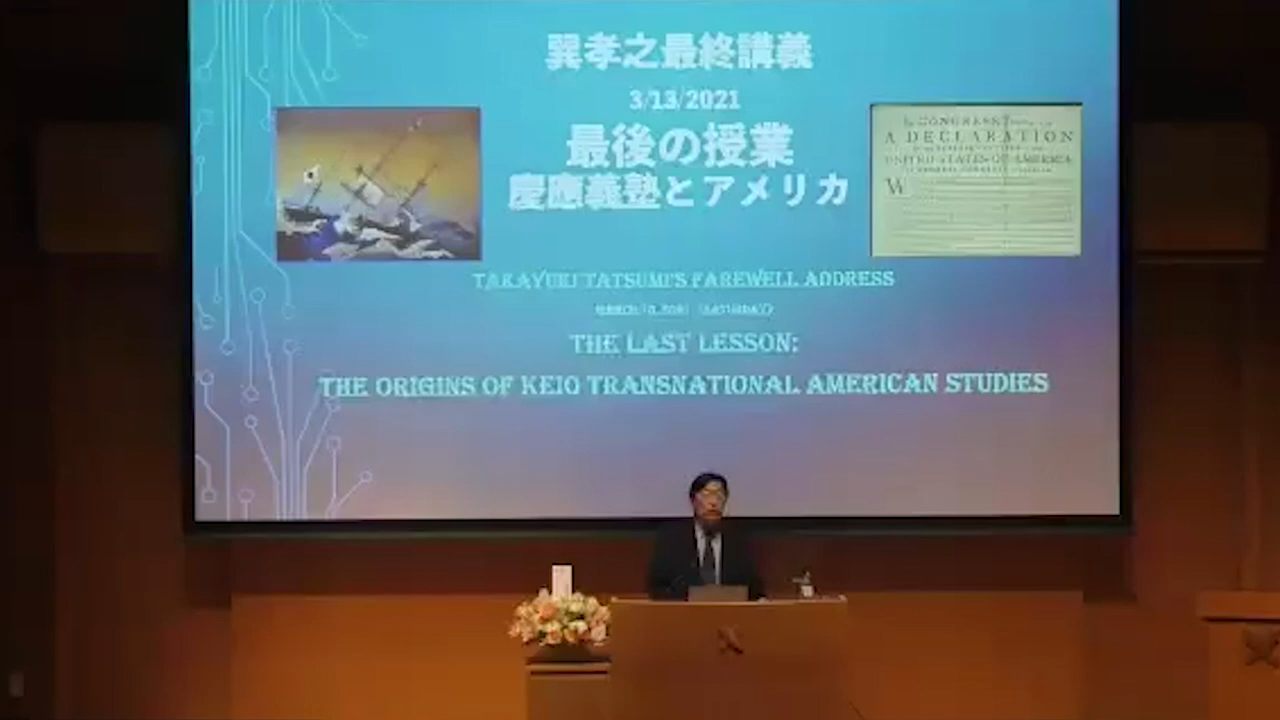 巽孝之最終講義
3/13/2021
最後の授業
慶應義塾とアメリカ
In CONGRESS
A DECLARATION
UNITED STATES OF AMERICA
W
TAKAYUKI TATSUMI'S FAREWELL ADDRESS
THE LAST LESSON:
THE ORIGINS OF KEIO TRANSNATIONAL AMERICAN STUDIES